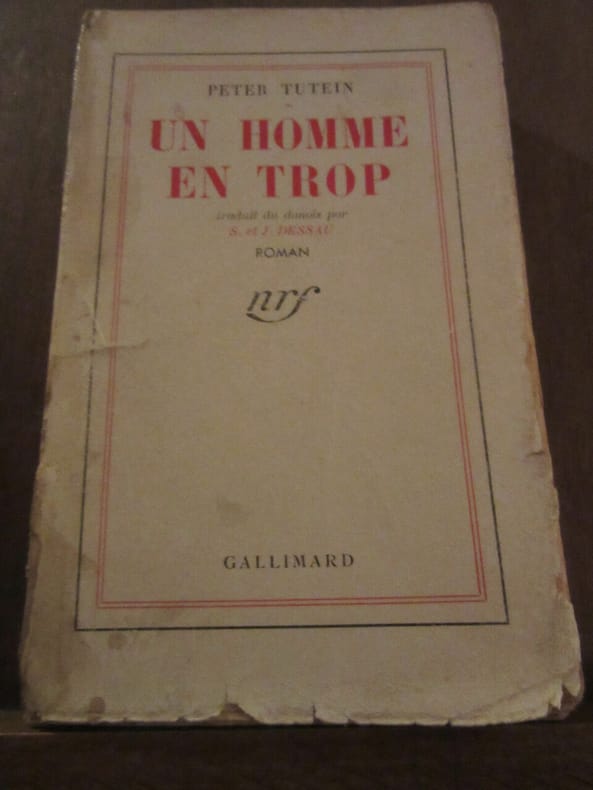 PETER TUTEIN
UN HOMME
EN TROP
traduit du danois par
S. et J. DESSAU
ROMAN
nrf
GALLIMARD